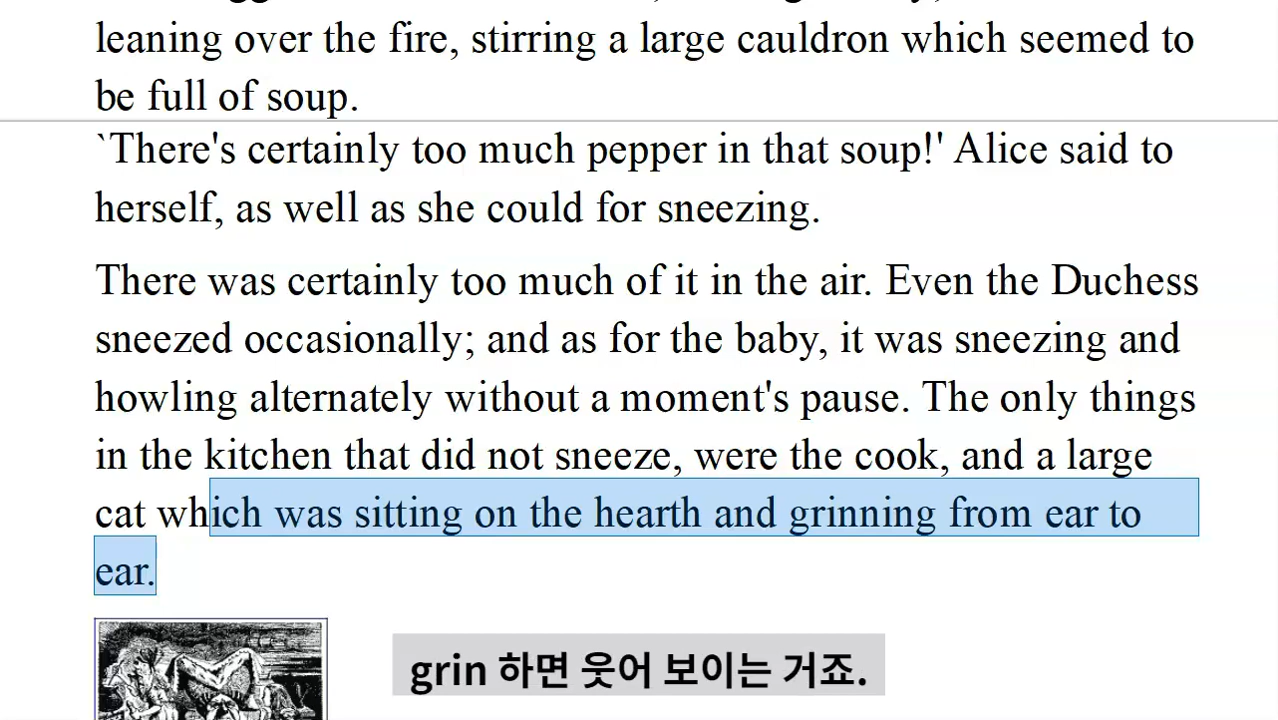 leaning over the fire, stirring a large cauldron which seemed to
be full of soup.
`There's certainly too much pepper in that soup!' Alice said to
herself, as well as she could for sneezing.
There was certainly too much of it in the air. Even the Duchess
sneezed occasionally; and as for the baby, it was sneezing and
howling alternately without a moment's pause. The only things
in the kitchen that did not sneeze, were the cook, and a large
cat which was sitting on the hearth and grinning from ear to
ear.
grin 하면 웃어 보이는 거죠.